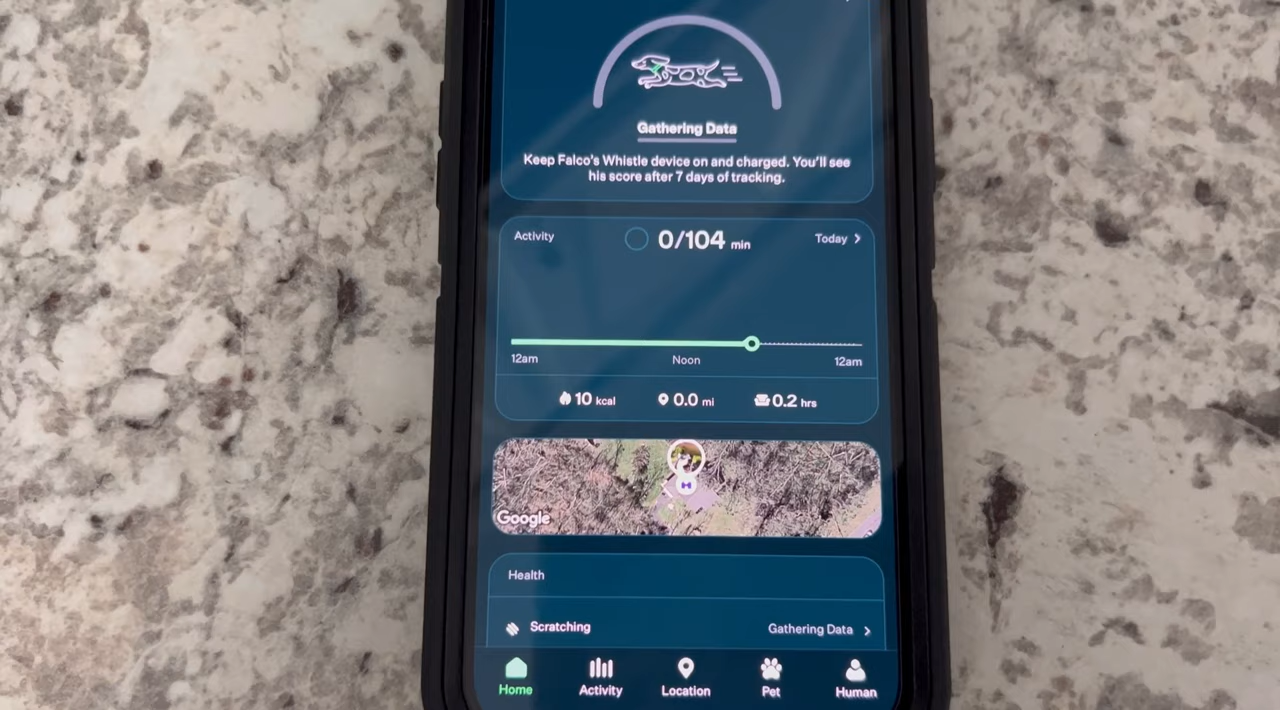 Gathering Data
Keep Falco's Whistle device on and charged. You'll see
his score after 7 days of tracking.
Activity 0/104 min Today
12am Noon 12am
10 kcal 0.0 mi 0.2 hrs
Google
Health
Scratching Gathering Data
Home Activity Location Pet Human